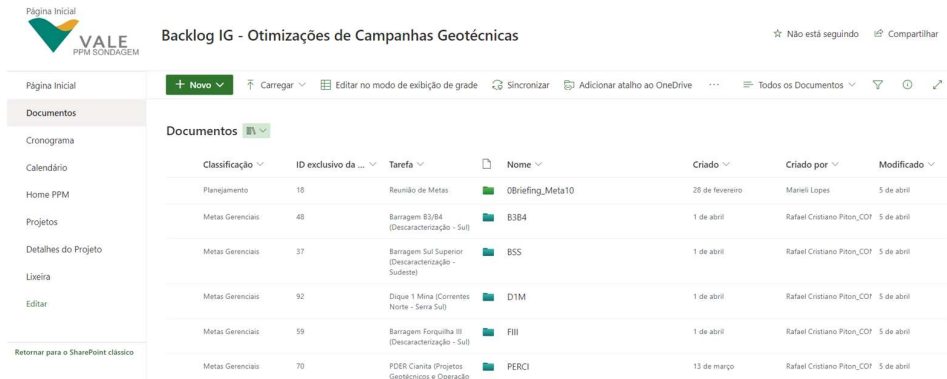 Página Inicial
VALE
PPM SONDAGEM
Backlog IG - Otimizações de Campanhas Geotécnicas
Não está seguindo
Compartilhar
Página Inicial
Documentos
Cronograma
Calendário
Home PPM
Projetos
Detalhes do Projeto
Lixeira
Editar
Retornar para o SharePoint clássico
+ Novo Carregar Editar no modo de exibição de grade Sincronizar Adicionar atalho ao OneDrive ... Todos os Documentos
Documentos
Classificação ID exclusivo da ... Tarefa Nome Criado Criado por Modificado
Planejamento 18 Reunião de Metas 0Briefing_Meta10 28 de fevereiro Marieli Lopes 5 de abril
Metas Gerenciais 48 Barragem B3/B4 B3B4 1 de abril Rafael Cristiano Piton_CON 5 de abril
(Descaracterização - Sul)
Metas Gerenciais 37 Barragem Sul Superior BSS 1 de abril Rafael Cristiano Piton_CON 5 de abril
(Descaracterização -
Sudeste)
Metas Gerenciais 92 Dique 1 Mina (Correntes D1M 1 de abril Rafael Cristiano Piton_CON 5 de abril
Norte - Serra Sul)
Metas Gerenciais 59 Barragem Forquilha III FIII 1 de abril Rafael Cristiano Piton_CON 5 de abril
(Descaracterização - Sul)
Metas Gerenciais 70 PDER Cianita (Projetos PERCI 13 de março Rafael Cristiano Piton_CON 5 de abril
Geotécnicos e Operação